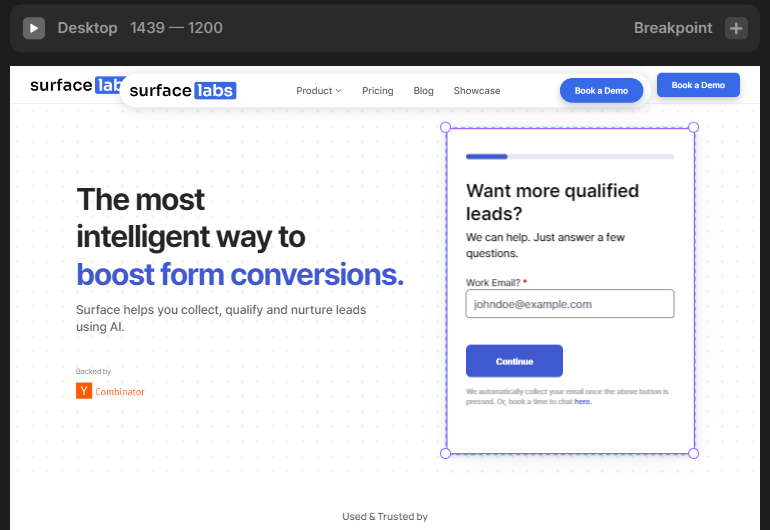 Desktop 1439 — 1200 Breakpoint +
surface lab
surface labs Product Pricing Blog Showcase Book a Demo Book a Demo
The most
intelligent way to
boost form conversions.
Surface helps you collect, qualify and nurture leads
using AI.
Backed by
Y Combinator
Want more qualified
leads?
We can help. Just answer a few
questions.
Work Email? *
johndoe@example.com
Continue
We automatically collect your email once the above button is
pressed. Or, book a time to chat here.
Used & Trusted by